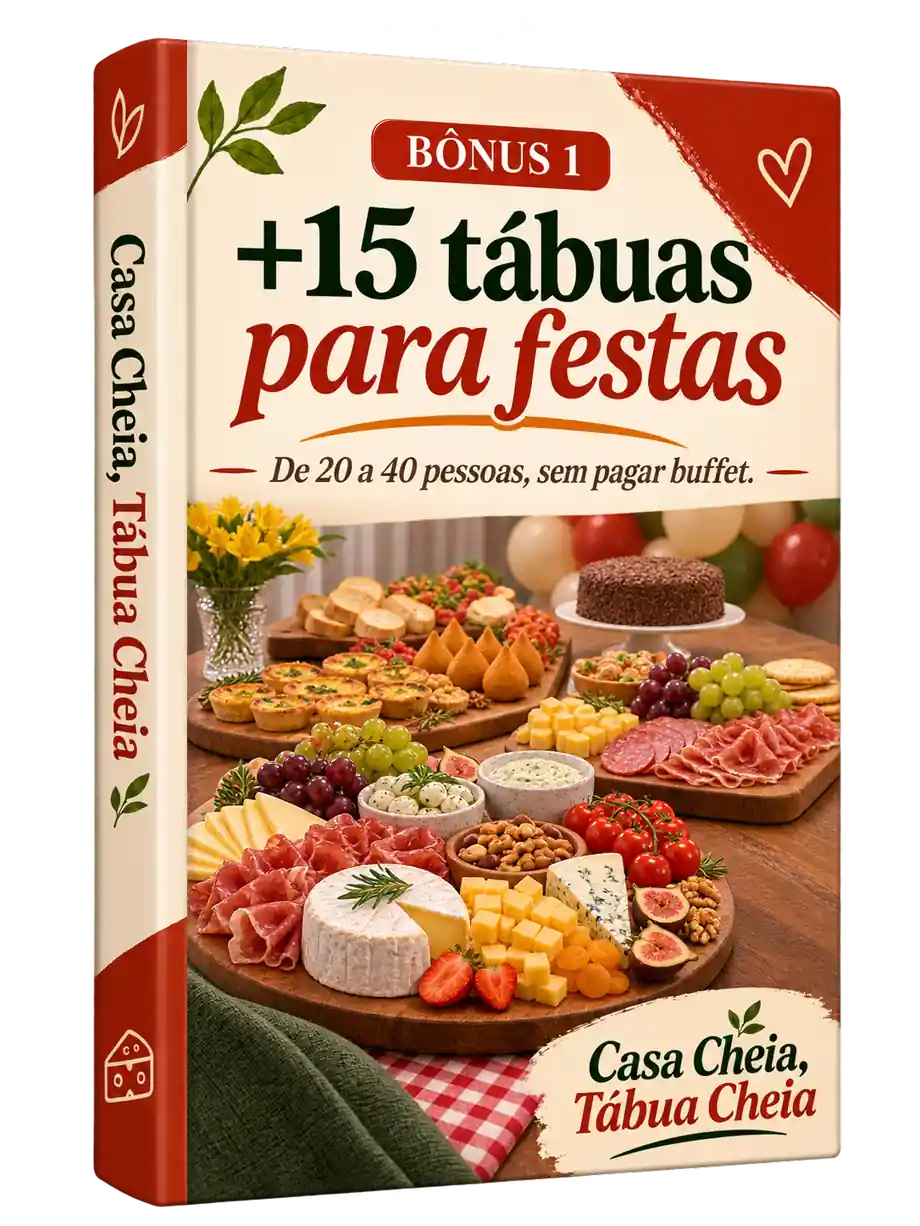 BÔNUS 1
+15 tábuas
para festas
De 20 a 40 pessoas, sem pagar buffet.
Casa Cheia,
Tábua Cheia
Casa Cheia, Tábua Cheia